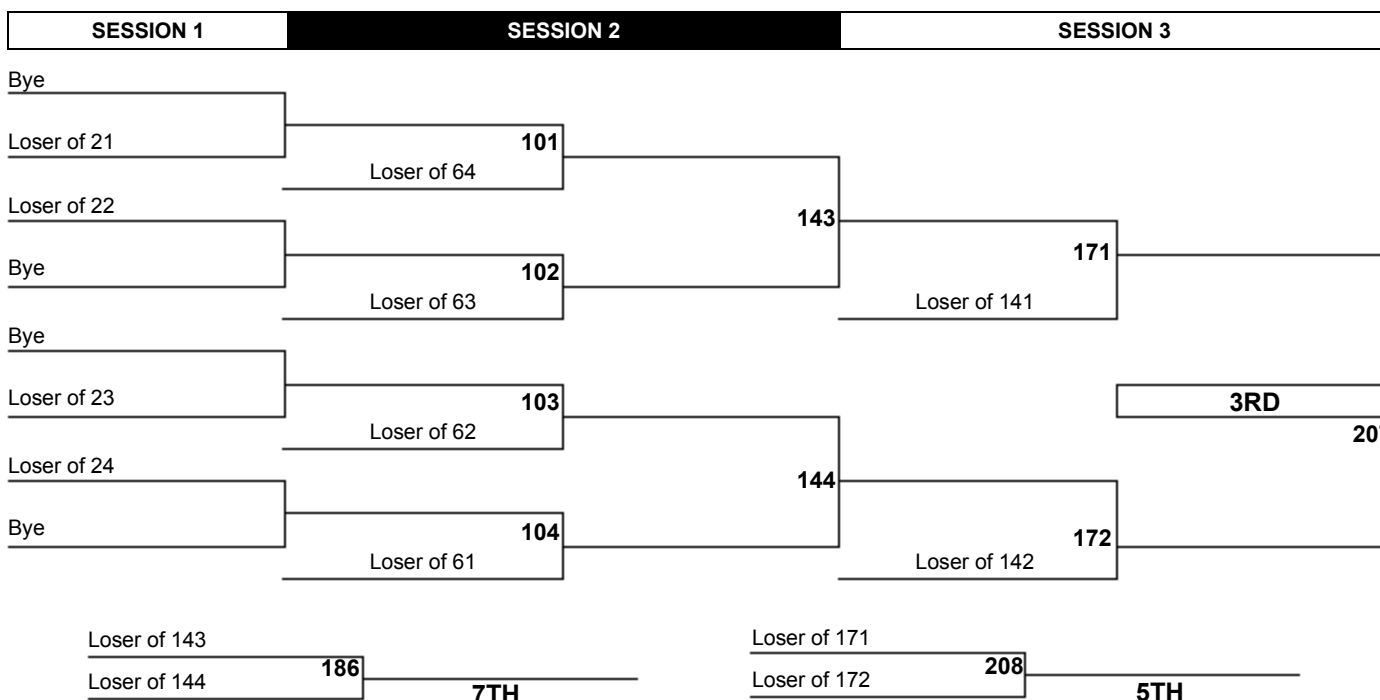 SESSION 1 SESSION 2 SESSION 3
Bye
Loser of 21
101
Loser of 64
Loser of 22
143
Bye
102
171
Loser of 63
Loser of 141
Bye
Loser of 23
103
3RD
Loser of 62
207
Loser of 24
144
Bye
104
172
Loser of 61
Loser of 142
Loser of 143
186
Loser of 144
7TH
Loser of 171
208
Loser of 172
5TH